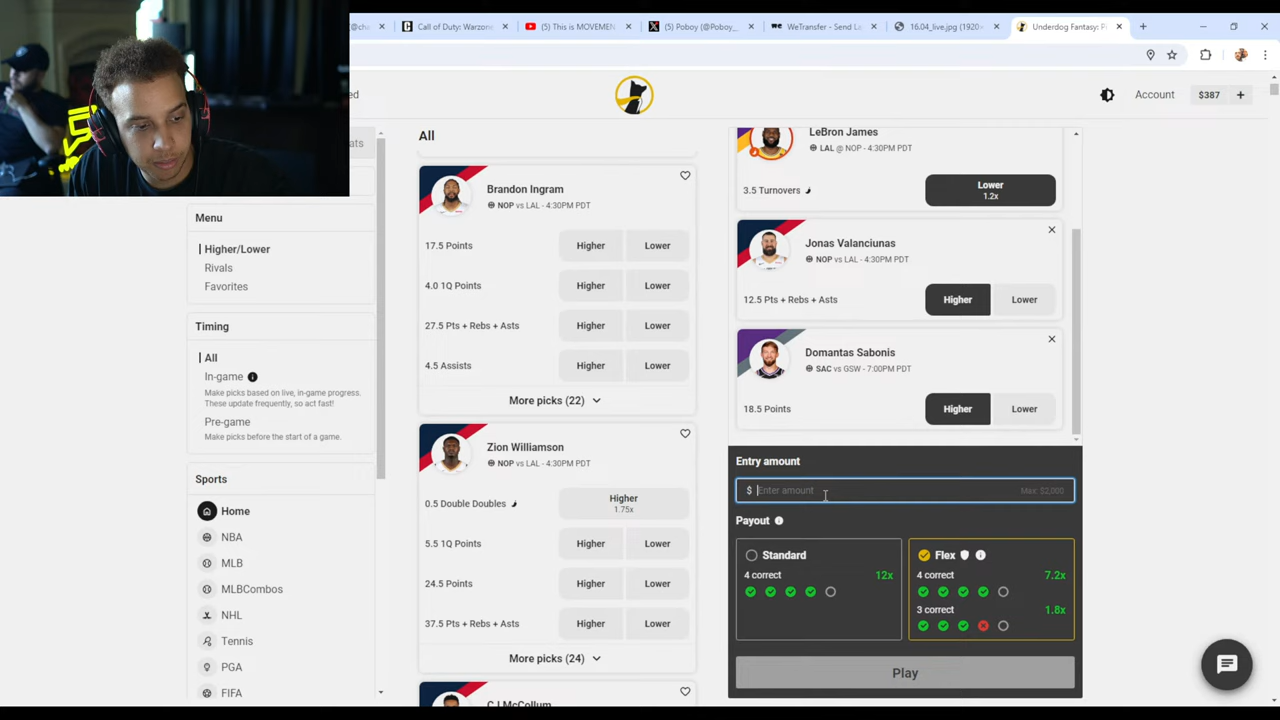 @cha
Call of Duty: Warzone
(5) This is MOVEMEN
(5) Poboy (@Poboy_
WeTransfer - Send La
16.04_live.jpg (1920×
Underdog Fantasy: P
ed
Account
$387
+
ats
Menu
Higher/Lower
Rivals
Favorites
Timing
All
In-game
Make picks based on live, in-game progress.
These update frequently, so act fast!
Pre-game
Make picks before the start of a game.
Sports
Home
NBA
MLB
MLBCombos
NHL
Tennis
PGA
FIFA
All
Brandon Ingram
NOP vs LAL - 4:30PM PDT
17.5 Points Higher Lower
4.0 1Q Points Higher Lower
27.5 Pts + Rebs + Asts Higher Lower
4.5 Assists Higher Lower
More picks (22)
Zion Williamson
NOP vs LAL - 4:30PM PDT
0.5 Double Doubles Higher
1.75x
5.5 1Q Points Higher Lower
24.5 Points Higher Lower
37.5 Pts + Rebs + Asts Higher Lower
More picks (24)
CJ McCollum
LeBron James
LAL @ NOP - 4:30PM PDT
3.5 Turnovers Lower
1.2x
Jonas Valanciunas
NOP vs LAL - 4:30PM PDT
12.5 Pts + Rebs + Asts Higher Lower
Domantas Sabonis
SAC vs GSW - 7:00PM PDT
18.5 Points Higher Lower
Entry amount
$ Enter amount Max: $2,000
Payout
Standard
4 correct 12x
Flex
4 correct 7.2x
3 correct 1.8x
Play